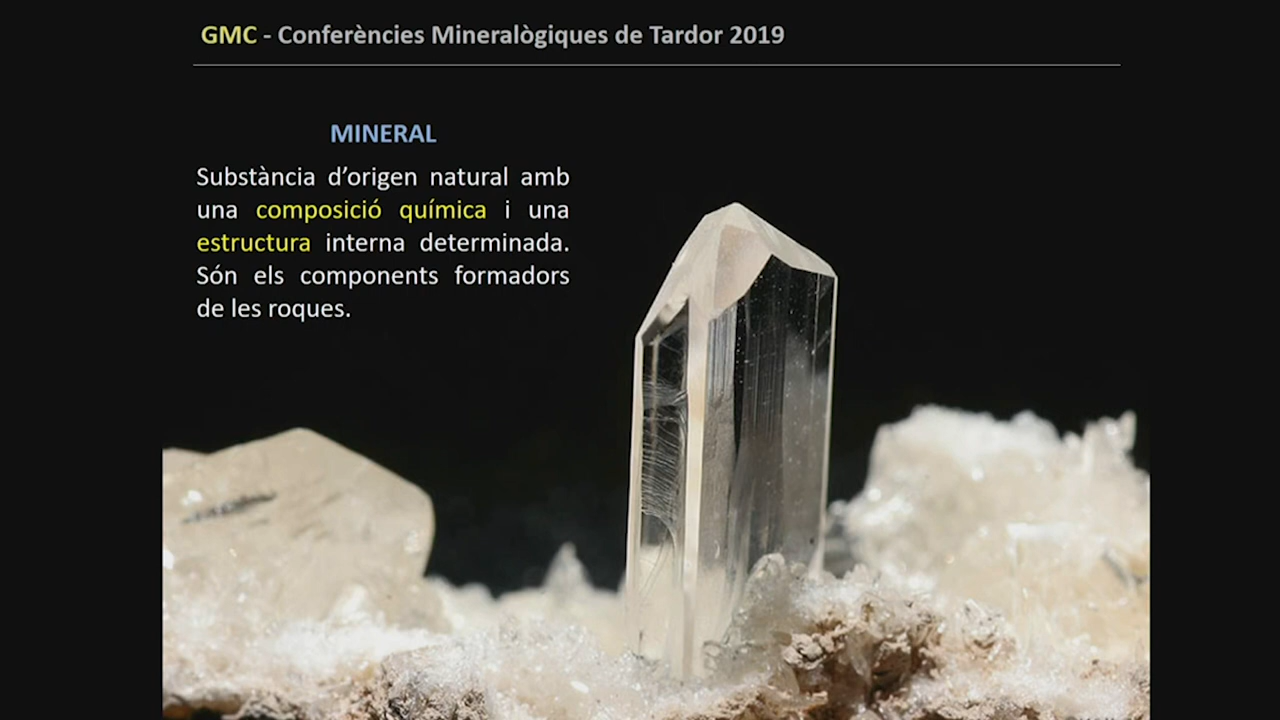 GMC - Conferències Mineralògiques de Tardor 2019
MINERAL
Substància d’origen natural amb
una composició química i una
estructura interna determinada.
Són els components formadors
de les roques.